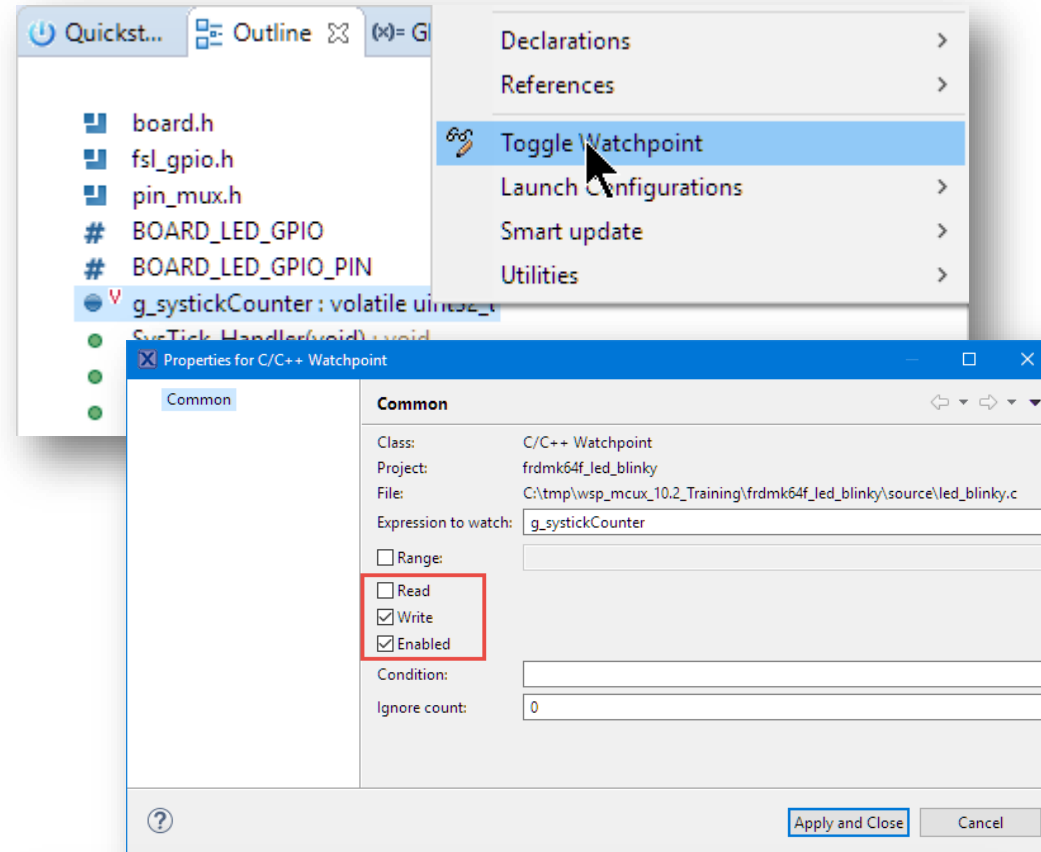 Quickst...
Outline
(x)= Gl
Declarations
References
Toggle Watchpoint
Launch Configurations
Smart update
Utilities
board.h
fsl_gpio.h
pin_mux.h
# BOARD_LED_GPIO
# BOARD_LED_GPIO_PIN
V g_systickCounter : volatile uint32_t
SysTick_Handler(void) : void
X Properties for C/C++ Watchpoint
Common
Common
Class: C/C++ Watchpoint
Project: frdmk64f_led_blinky
File: C:\tmp\wsp_mcux_10.2_Training\frdmk64f_led_blinky\source\led_blinky.c
Expression to watch: g_systickCounter
Range:
Read
Write
Enabled
Condition:
Ignore count: 0
?
Apply and Close Cancel